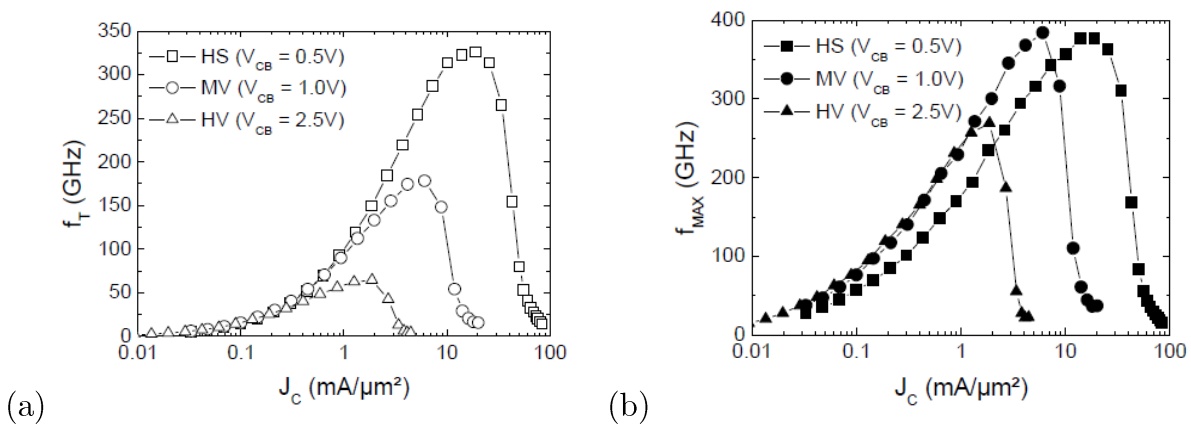 350
300
250
200
150
100
50
0
f_T (GHz)
HS (V_CB = 0.5V)
MV (V_CB = 1.0V)
HV (V_CB = 2.5V)
0.01 0.1 1 10 100
J_C (mA/µm²)
(a)
400
300
200
100
0
f_MAX (GHz)
HS (V_CB = 0.5V)
MV (V_CB = 1.0V)
HV (V_CB = 2.5V)
0.01 0.1 1 10 100
J_C (mA/µm²)
(b)